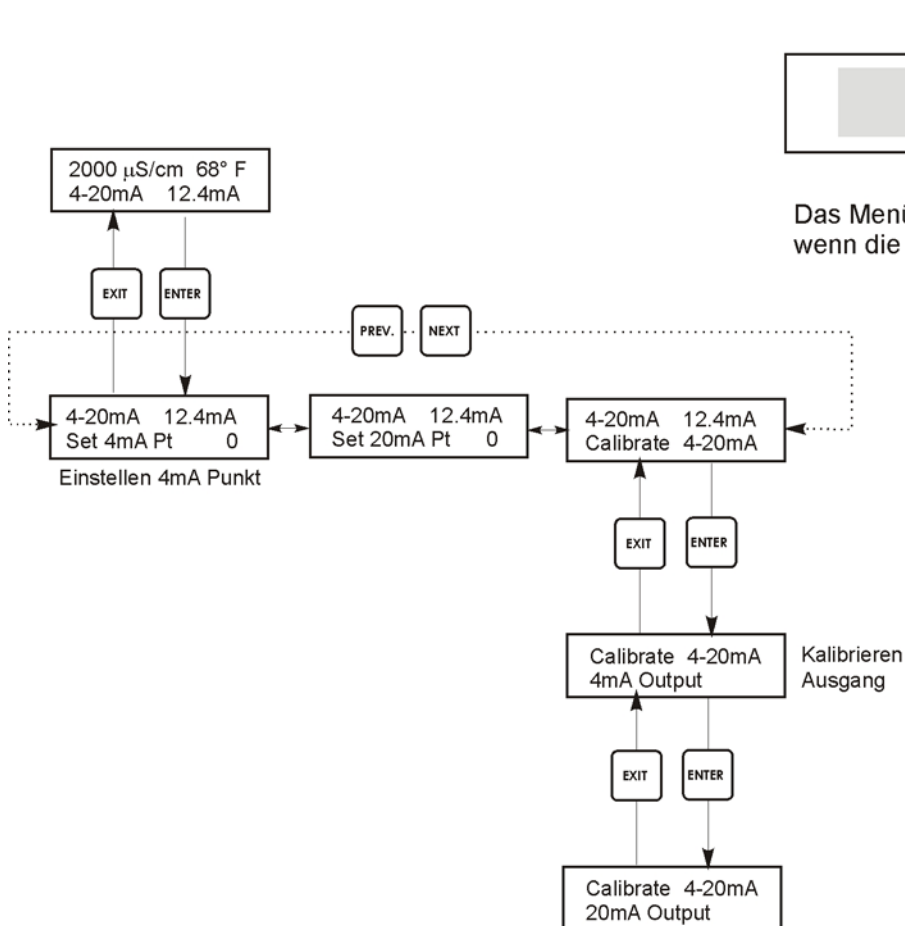 2000 µS/cm 68° F
4-20mA 12.4mA
EXIT
ENTER
Das Menü
wenn die
PREV.
NEXT
4-20mA 12.4mA
Set 4mA Pt 0
Einstellen 4mA Punkt
4-20mA 12.4mA
Set 20mA Pt 0
4-20mA 12.4mA
Calibrate 4-20mA
EXIT
ENTER
Calibrate 4-20mA
4mA Output
Kalibrieren
Ausgang
EXIT
ENTER
Calibrate 4-20mA
20mA Output